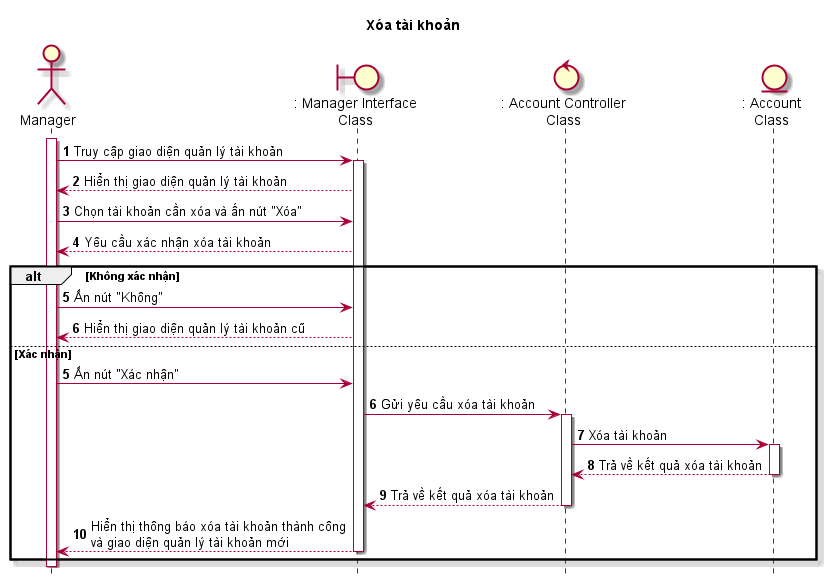 Xóa tài khoản
Manager
: Manager Interface
Class
: Account Controller
Class
: Account
Class
1 Truy cập giao diện quản lý tài khoản
2 Hiển thị giao diện quản lý tài khoản
3 Chọn tài khoản cần xóa và ấn nút "Xóa"
4 Yêu cầu xác nhận xóa tài khoản
alt [Không xác nhận]
5 Ấn nút "Không"
6 Hiển thị giao diện quản lý tài khoản cũ
[Xác nhận]
5 Ấn nút "Xác nhận"
6 Gửi yêu cầu xóa tài khoản
7 Xóa tài khoản
8 Trả về kết quả xóa tài khoản
9 Trả về kết quả xóa tài khoản
10 Hiển thị thông báo xóa tài khoản thành công
và giao diện quản lý tài khoản mới